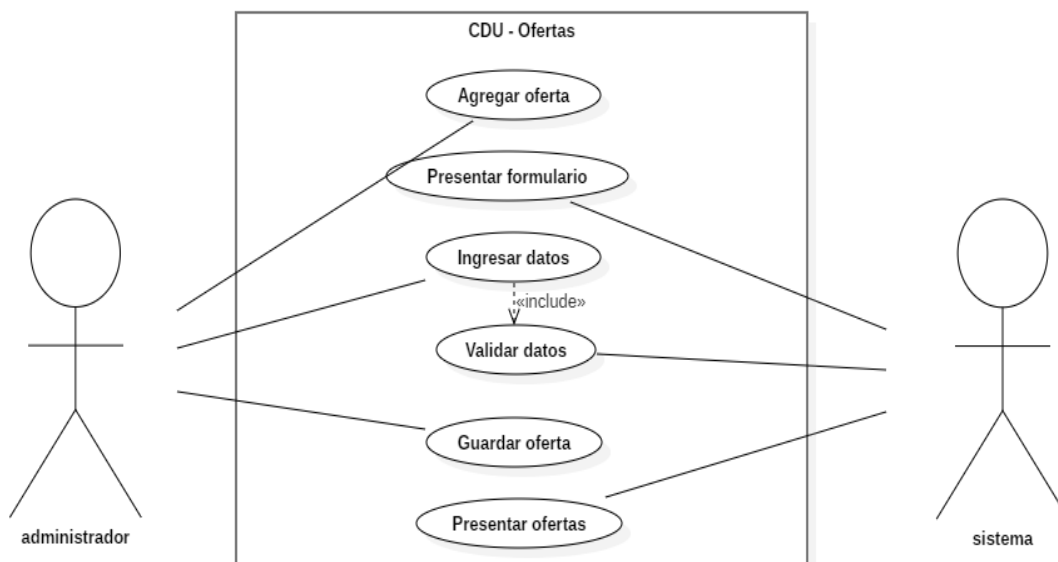 CDU - Ofertas
Agregar oferta
Presentar formulario
Ingresar datos
«include»
Validar datos
Guardar oferta
Presentar ofertas
administrador
sistema